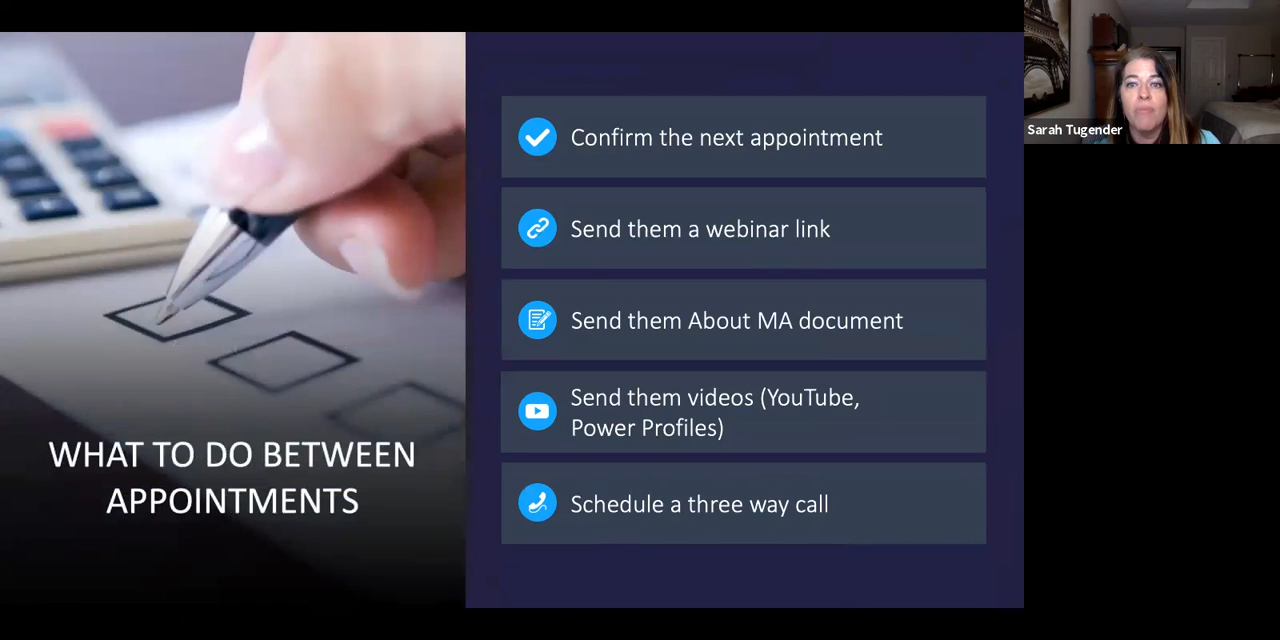 Sarah Tugender
Confirm the next appointment
Send them a webinar link
Send them About MA document
Send them videos (YouTube,
Power Profiles)
Schedule a three way call
WHAT TO DO BETWEEN
APPOINTMENTS